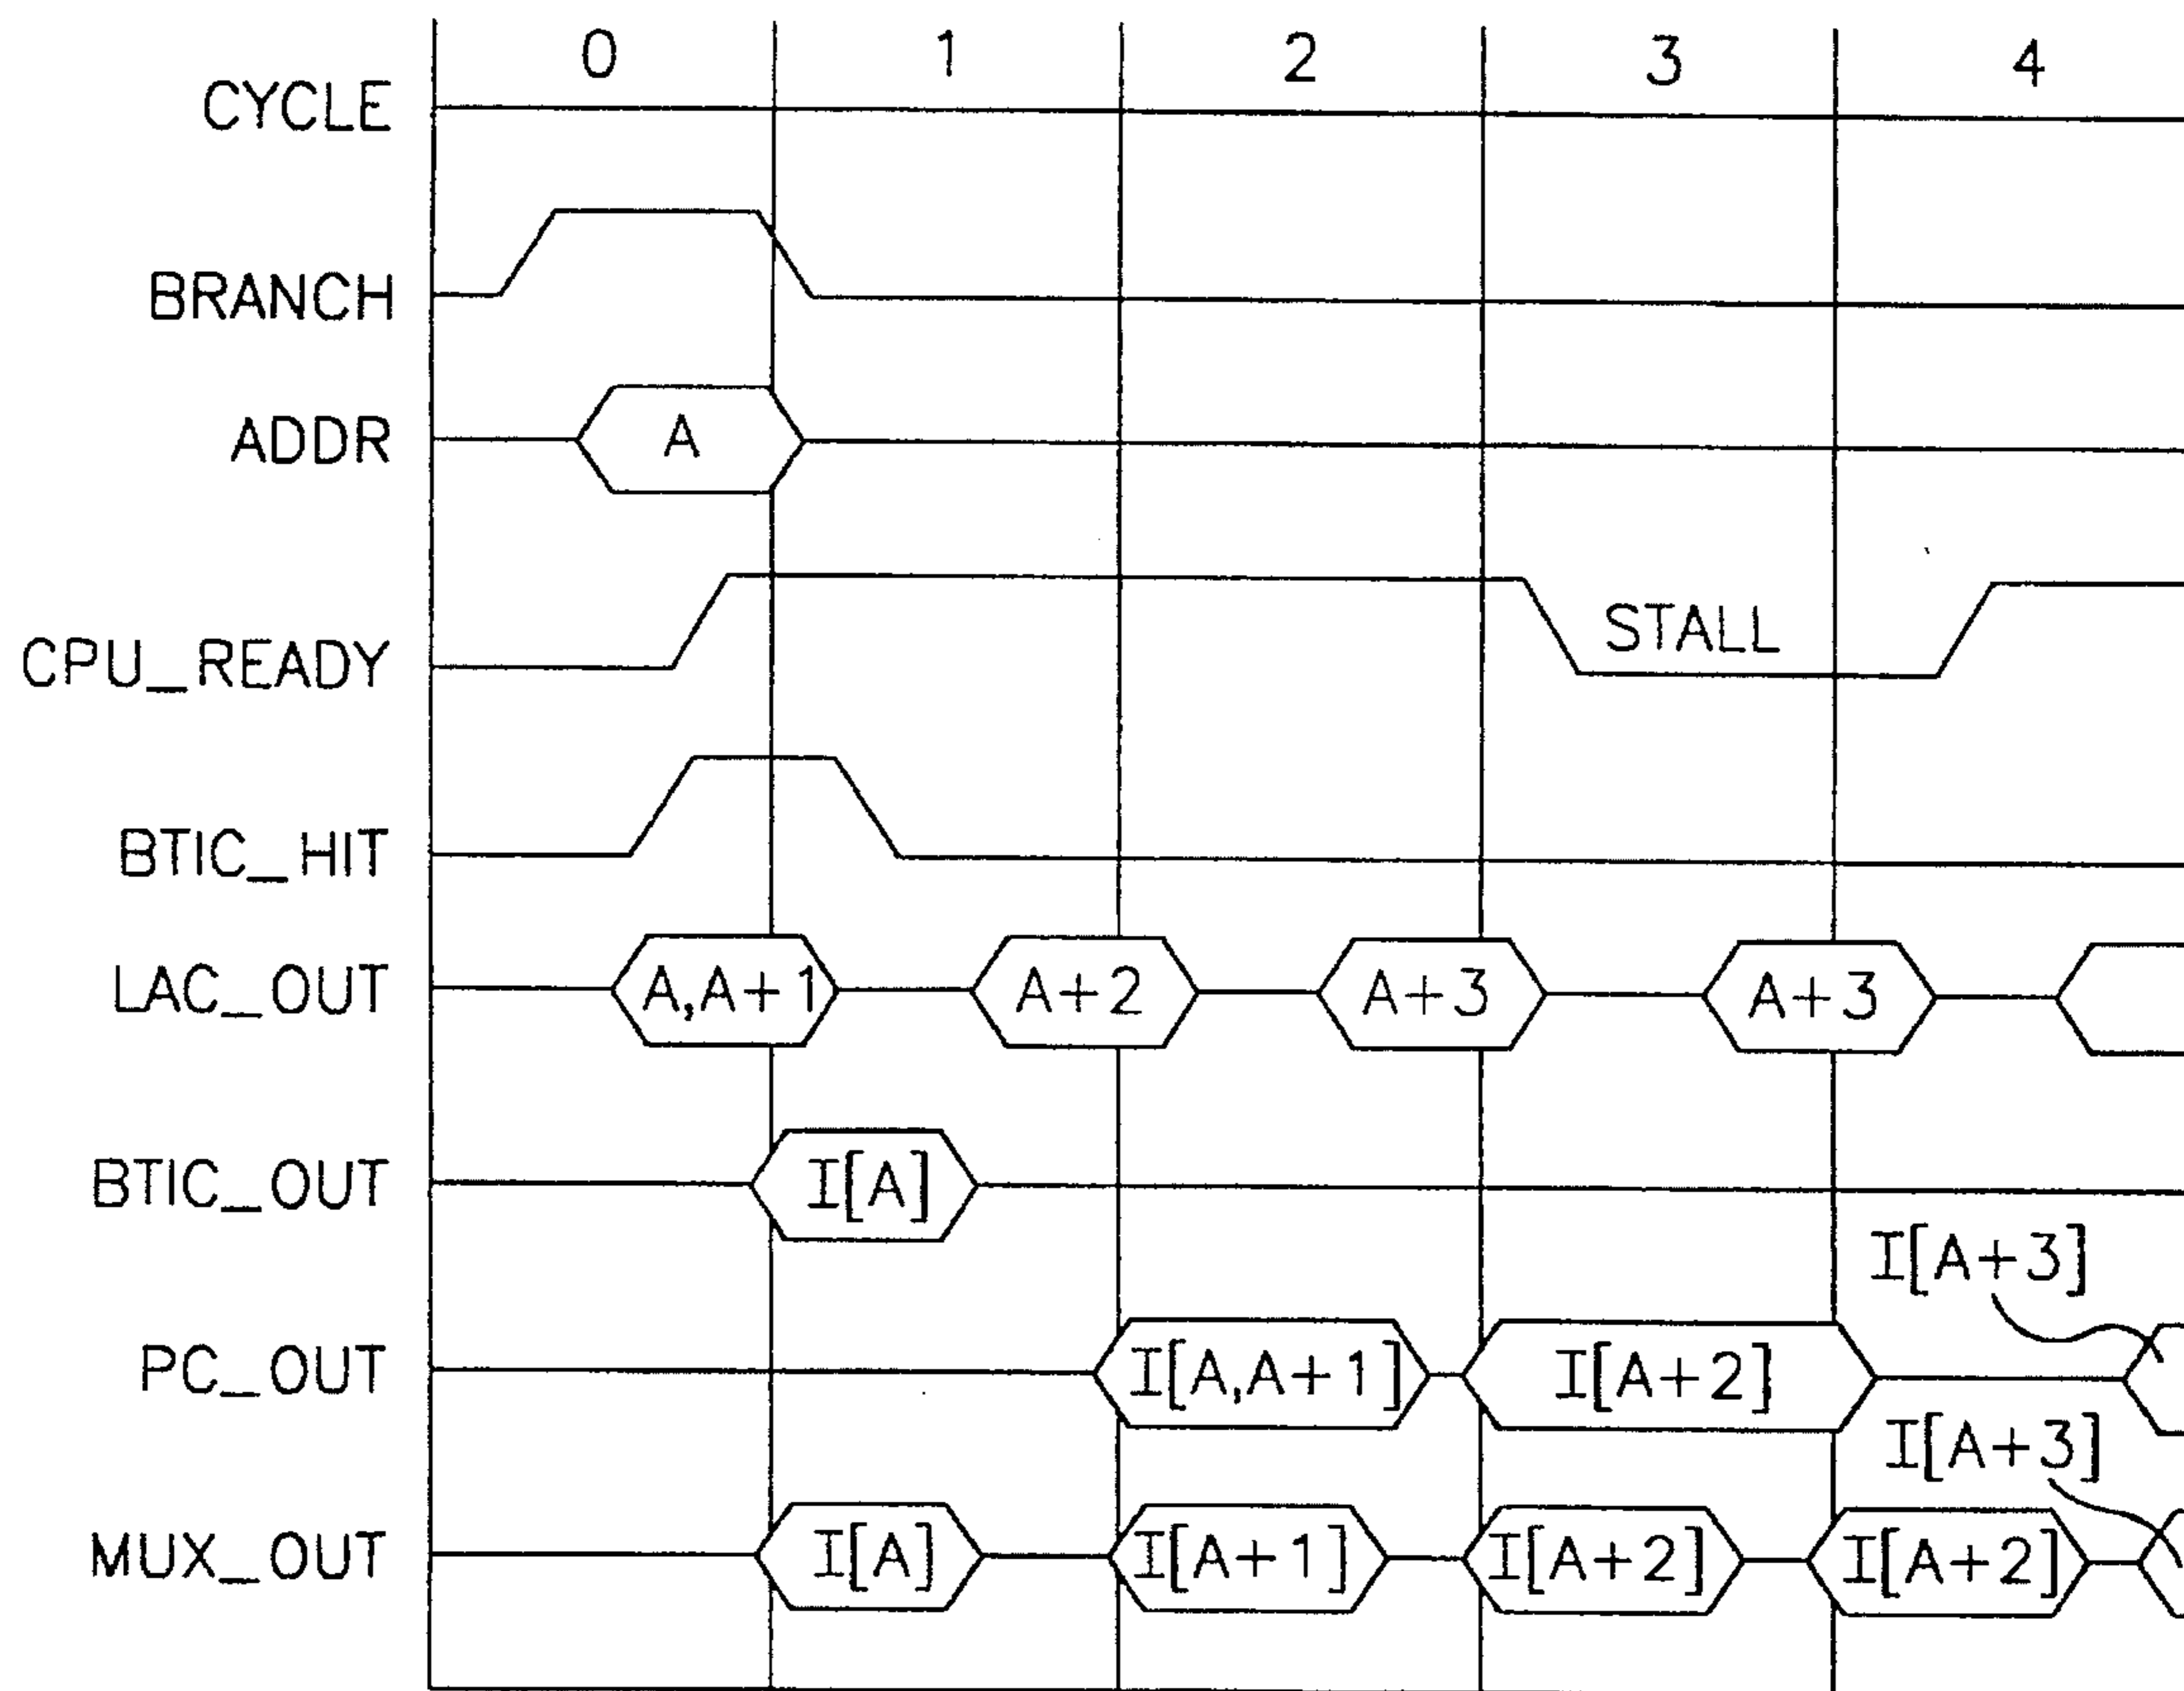 CYCLE 0 1 2 3 4
BRANCH
ADDR A
CPU_READY STALL
BTIC_HIT
LAC_OUT A,A+1 A+2 A+3 A+3
BTIC_OUT I[A]
I[A+3]
PC_OUT I[A,A+1] I[A+2]
I[A+3]
MUX_OUT I[A] I[A+1] I[A+2] I[A+2]